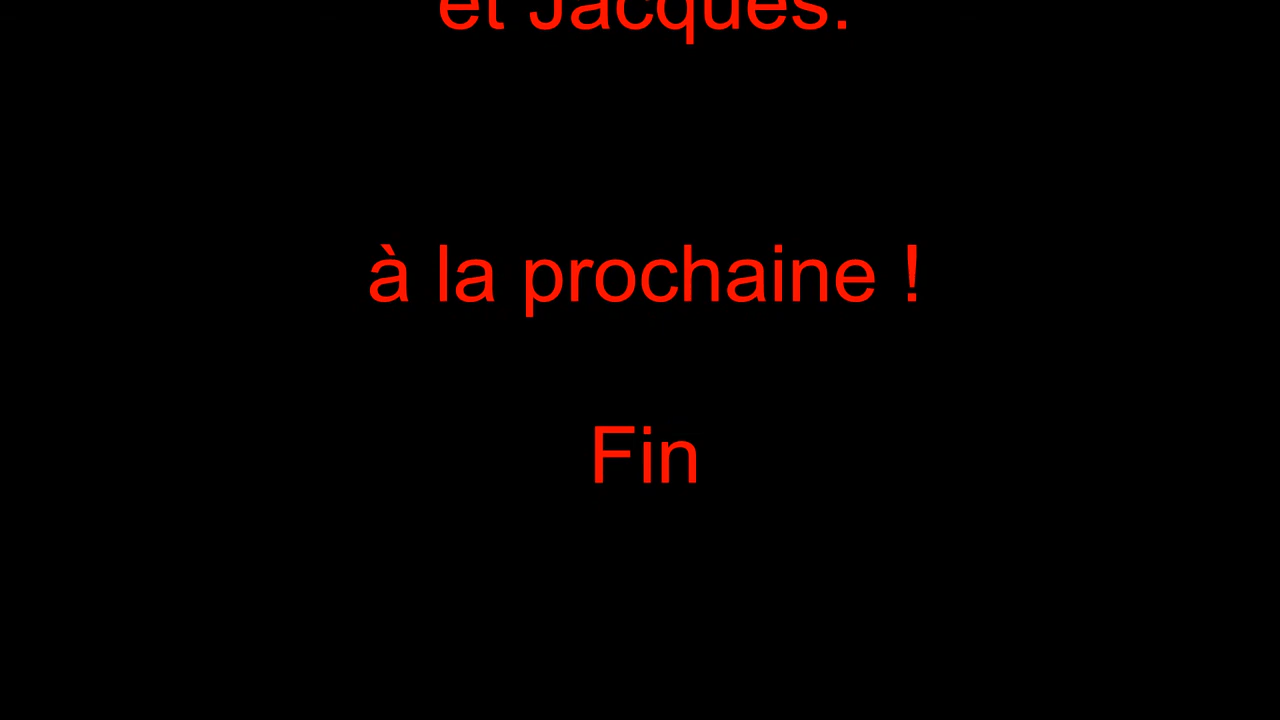 et Jacques.
à la prochaine !
Fin